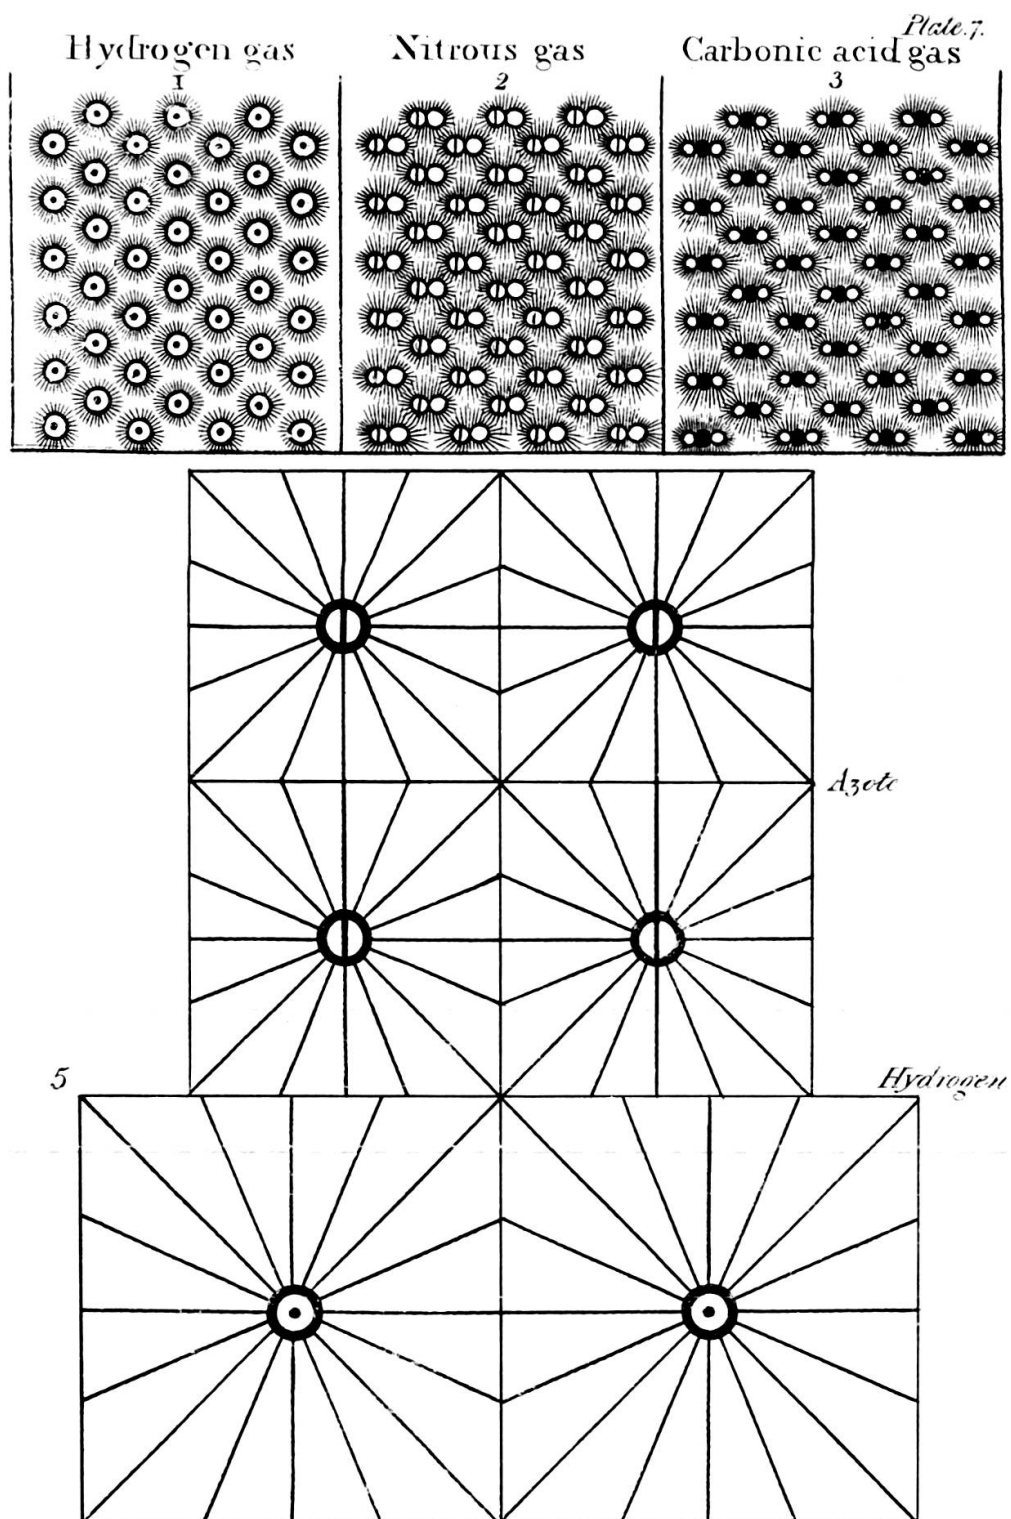 Plate. 7.
Hydrogen gas Nitrous gas Carbonic acid gas
1 2 3
Azote
5 Hydrogen